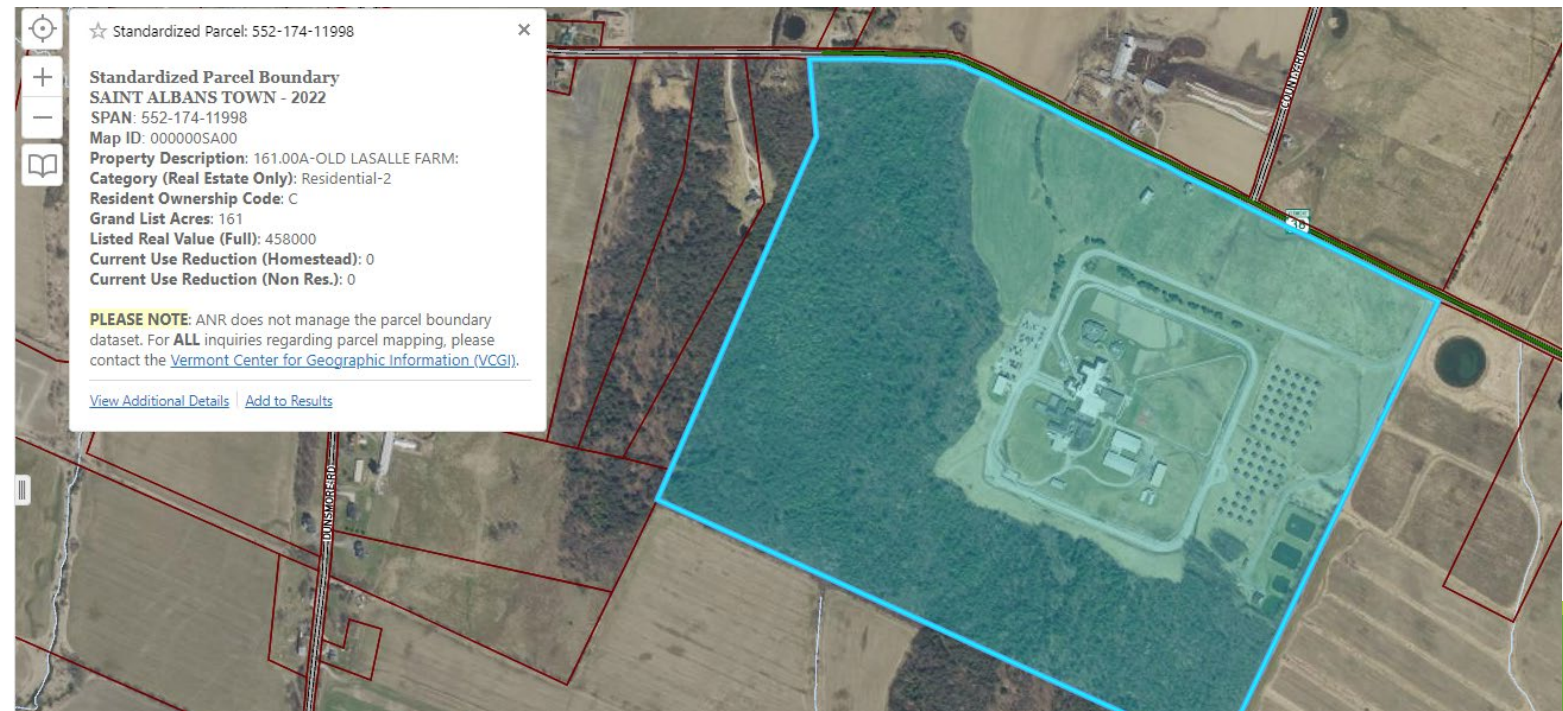 Standardized Parcel: 552-174-11998
Standardized Parcel Boundary
SAINT ALBANS TOWN - 2022
SPAN: 552-174-11998
Map ID: 000000SA00
Property Description: 161.00A-OLD LASALLE FARM:
Category (Real Estate Only): Residential-2
Resident Ownership Code: C
Grand List Acres: 161
Listed Real Value (Full): 458000
Current Use Reduction (Homestead): 0
Current Use Reduction (Non Res.): 0
PLEASE NOTE: ANR does not manage the parcel boundary
dataset. For ALL inquiries regarding parcel mapping, please
contact the Vermont Center for Geographic Information (VCGI).
View Additional Details
Add to Results
COUNTY RD
DUNSMORE RD